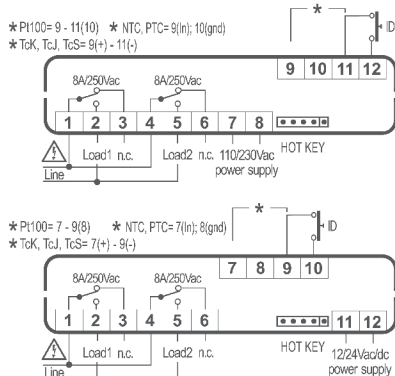 * Pt100= 9 - 11(10) * NTC, PTC= 9(In); 10(gnd)
* TcK, TcJ, TcS= 9(+) - 11(-)
*
ID
9 10 11 12
8A/250Vac 8A/250Vac
1 2 3 4 5 6 7 8
HOT KEY
Load1 n.c. Load2 n.c. 110/230Vac
power supply
Line
* Pt100= 7 - 9(8) * NTC, PTC= 7(In); 8(gnd)
* TcK, TcJ, TcS= 7(+) - 9(-)
*
ID
7 8 9 10
8A/250Vac 8A/250Vac
1 2 3 4 5 6 11 12
HOT KEY
Load1 n.c. Load2 n.c. 12/24Vac/dc
power supply
Line